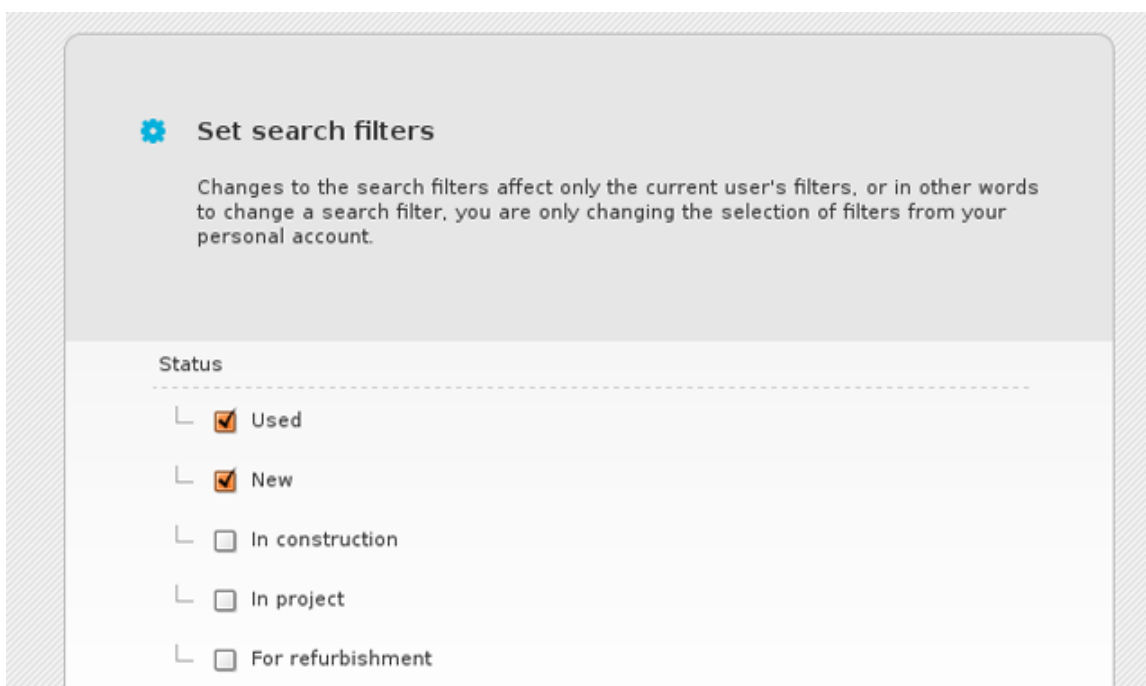 Set search filters
Changes to the search filters affect only the current user's filters, or in other words
to change a search filter, you are only changing the selection of filters from your
personal account.
Status
Used
New
In construction
In project
For refurbishment